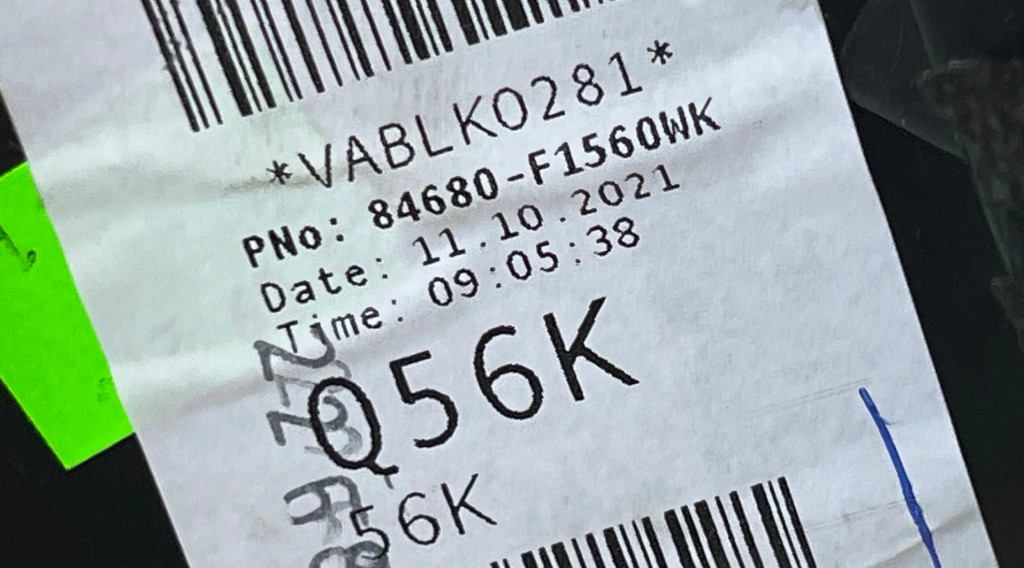 *VABLK0281*
PNo: 84680-F1560WK
Date: 11.10.2021
Time: 09:05:38
Q56K
56K